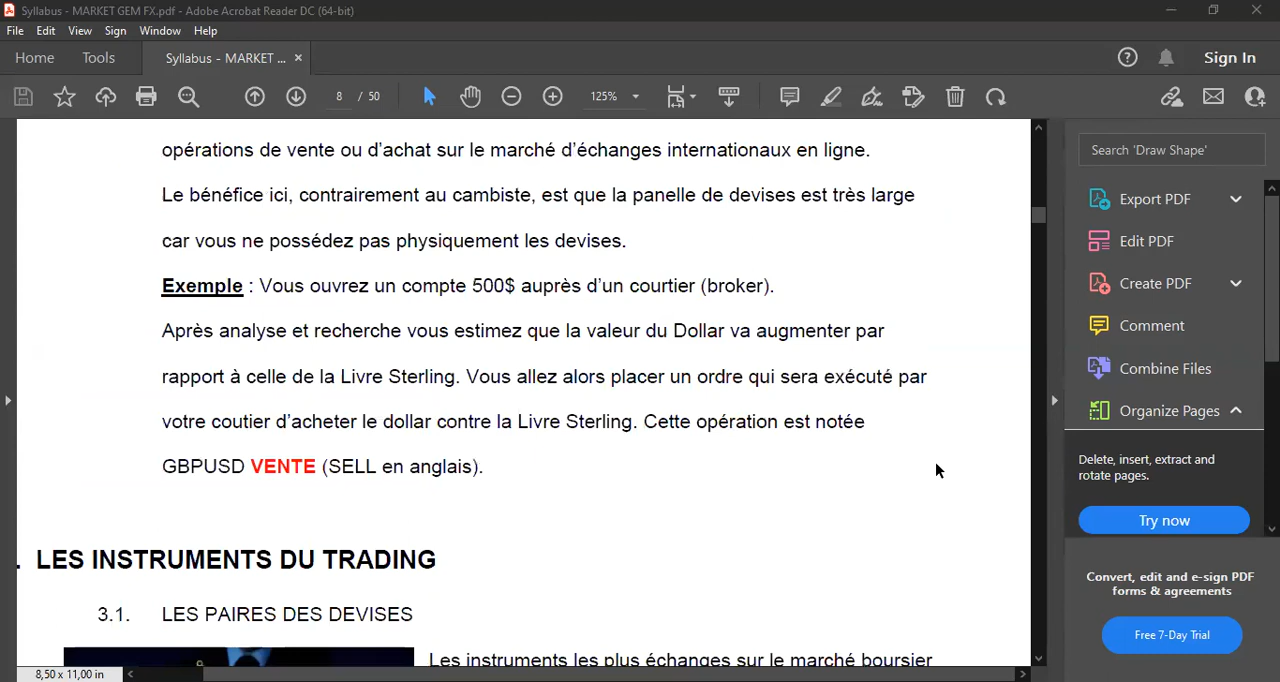 Syllabus - MARKET GEM FX.pdf - Adobe Acrobat Reader DC (64-bit)
File Edit View Sign Window Help
Home Tools Syllabus - MARKET ... × Sign In
8 / 50 125%
opérations de vente ou d'achat sur le marché d'échanges internationaux en ligne.
Le bénéfice ici, contrairement au cambiste, est que la panelle de devises est très large
car vous ne possédez pas physiquement les devises.
Exemple : Vous ouvrez un compte 500$ auprès d'un courtier (broker).
Après analyse et recherche vous estimez que la valeur du Dollar va augmenter par
rapport à celle de la Livre Sterling. Vous allez alors placer un ordre qui sera exécuté par
votre coutier d'acheter le dollar contre la Livre Sterling. Cette opération est notée
GBPUSD VENTE (SELL en anglais).
. LES INSTRUMENTS DU TRADING
3.1. LES PAIRES DES DEVISES
Les instruments les plus échanges sur le marché boursier
8,50 x 11,00 in
Search 'Draw Shape'
Export PDF
Edit PDF
Create PDF
Comment
Combine Files
Organize Pages
Delete, insert, extract and
rotate pages.
Try now
Convert, edit and e-sign PDF
forms & agreements
Free 7-Day Trial